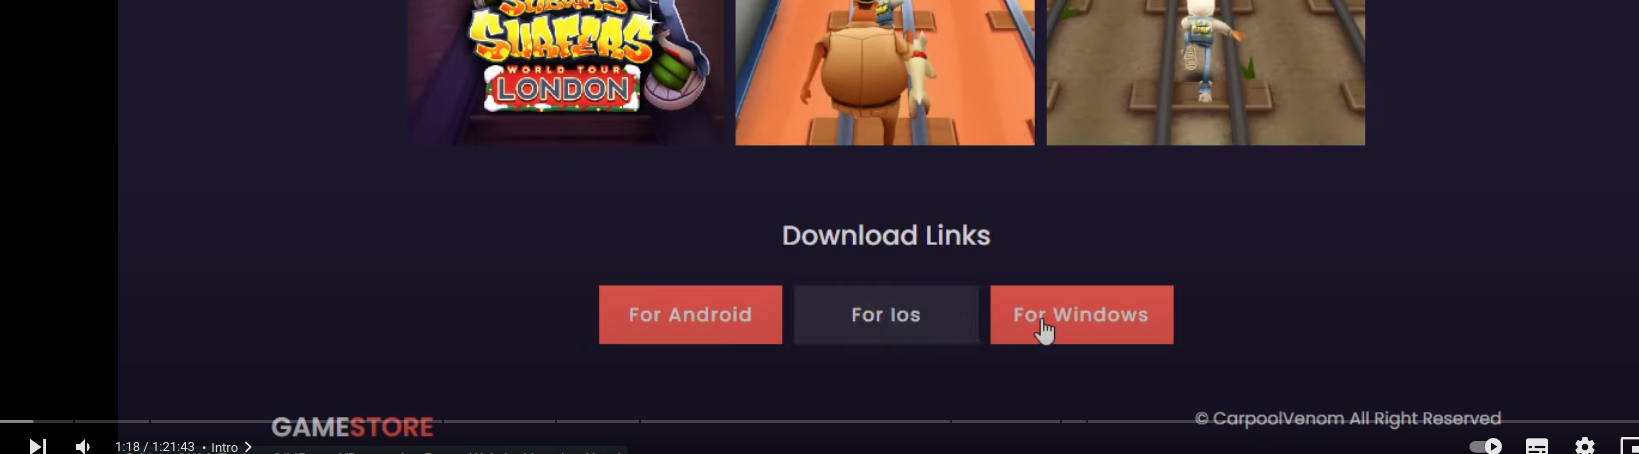 SUBWAY
SURFERS
WORLD TOUR
LONDON
Download Links
For Android
For Ios
For Windows
GAMESTORE
© CarpoolVenom All Right Reserved
1:18 / 1:21:43 • Intro